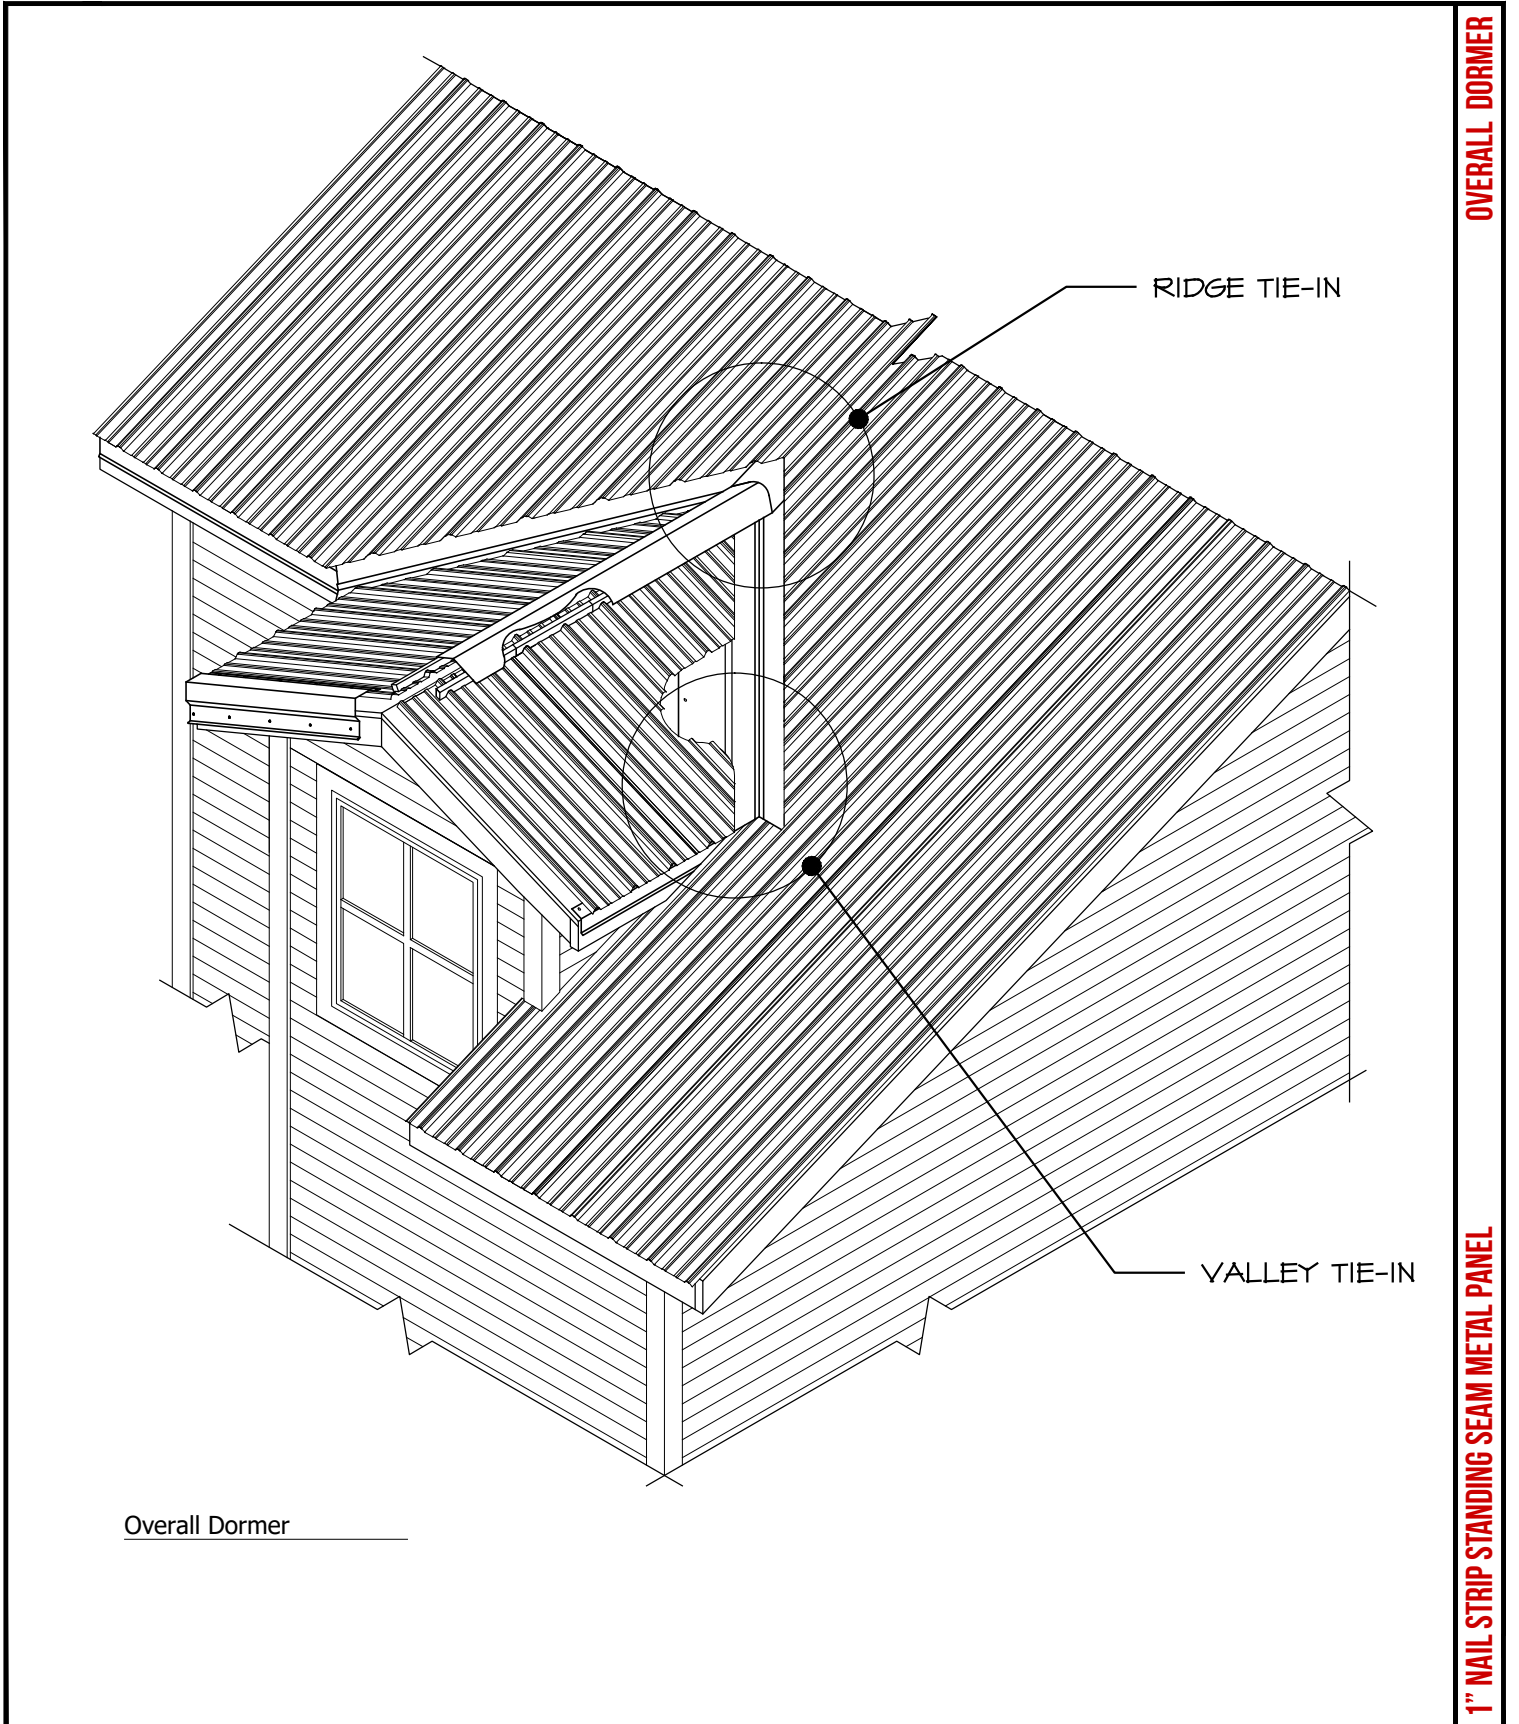 OVERALL DORMER
RIDGE TIE-IN
VALLEY TIE-IN
1” NAIL STRIP STANDING SEAM METAL PANEL
Overall Dormer